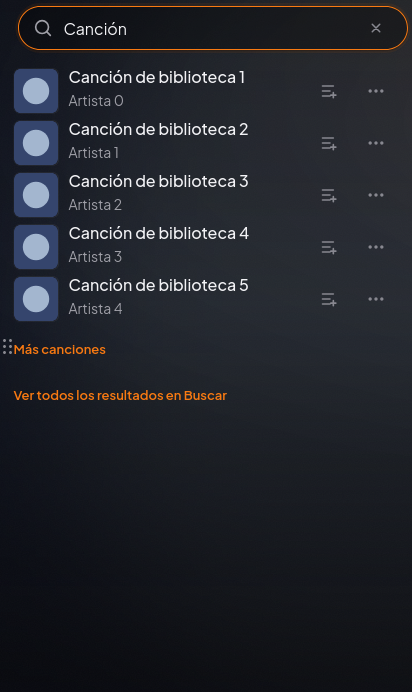 Canción
Canción de biblioteca 1
Artista 0
Canción de biblioteca 2
Artista 1
Canción de biblioteca 3
Artista 2
Canción de biblioteca 4
Artista 3
Canción de biblioteca 5
Artista 4
Más canciones
Ver todos los resultados en Buscar